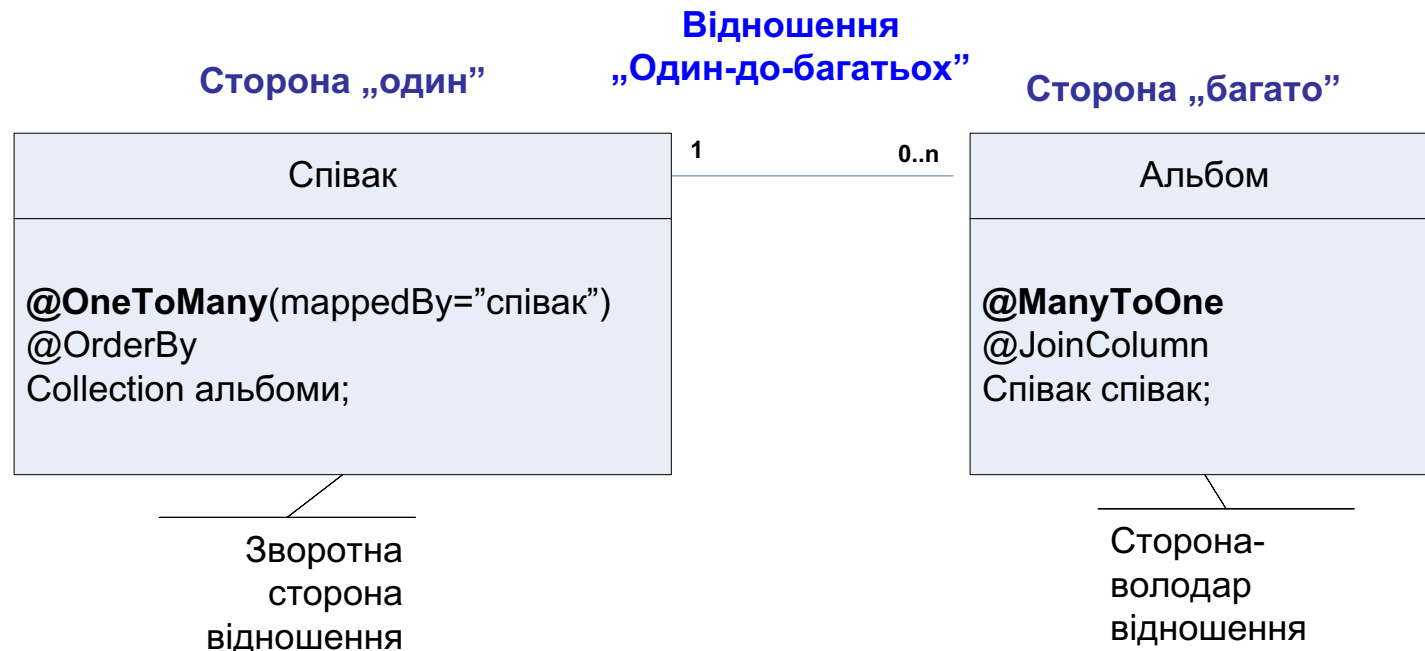 Відношення
„Один-до-багатьох”
Сторона „один”
Сторона „багато”
Співак
1
0..n
Альбом
@OneToMany(mappedBy=”співак”)
@OrderBy
Collection альбоми;
@ManyToOne
@JoinColumn
Співак співак;
Зворотна
сторона
відношення
Сторона-
володар
відношення